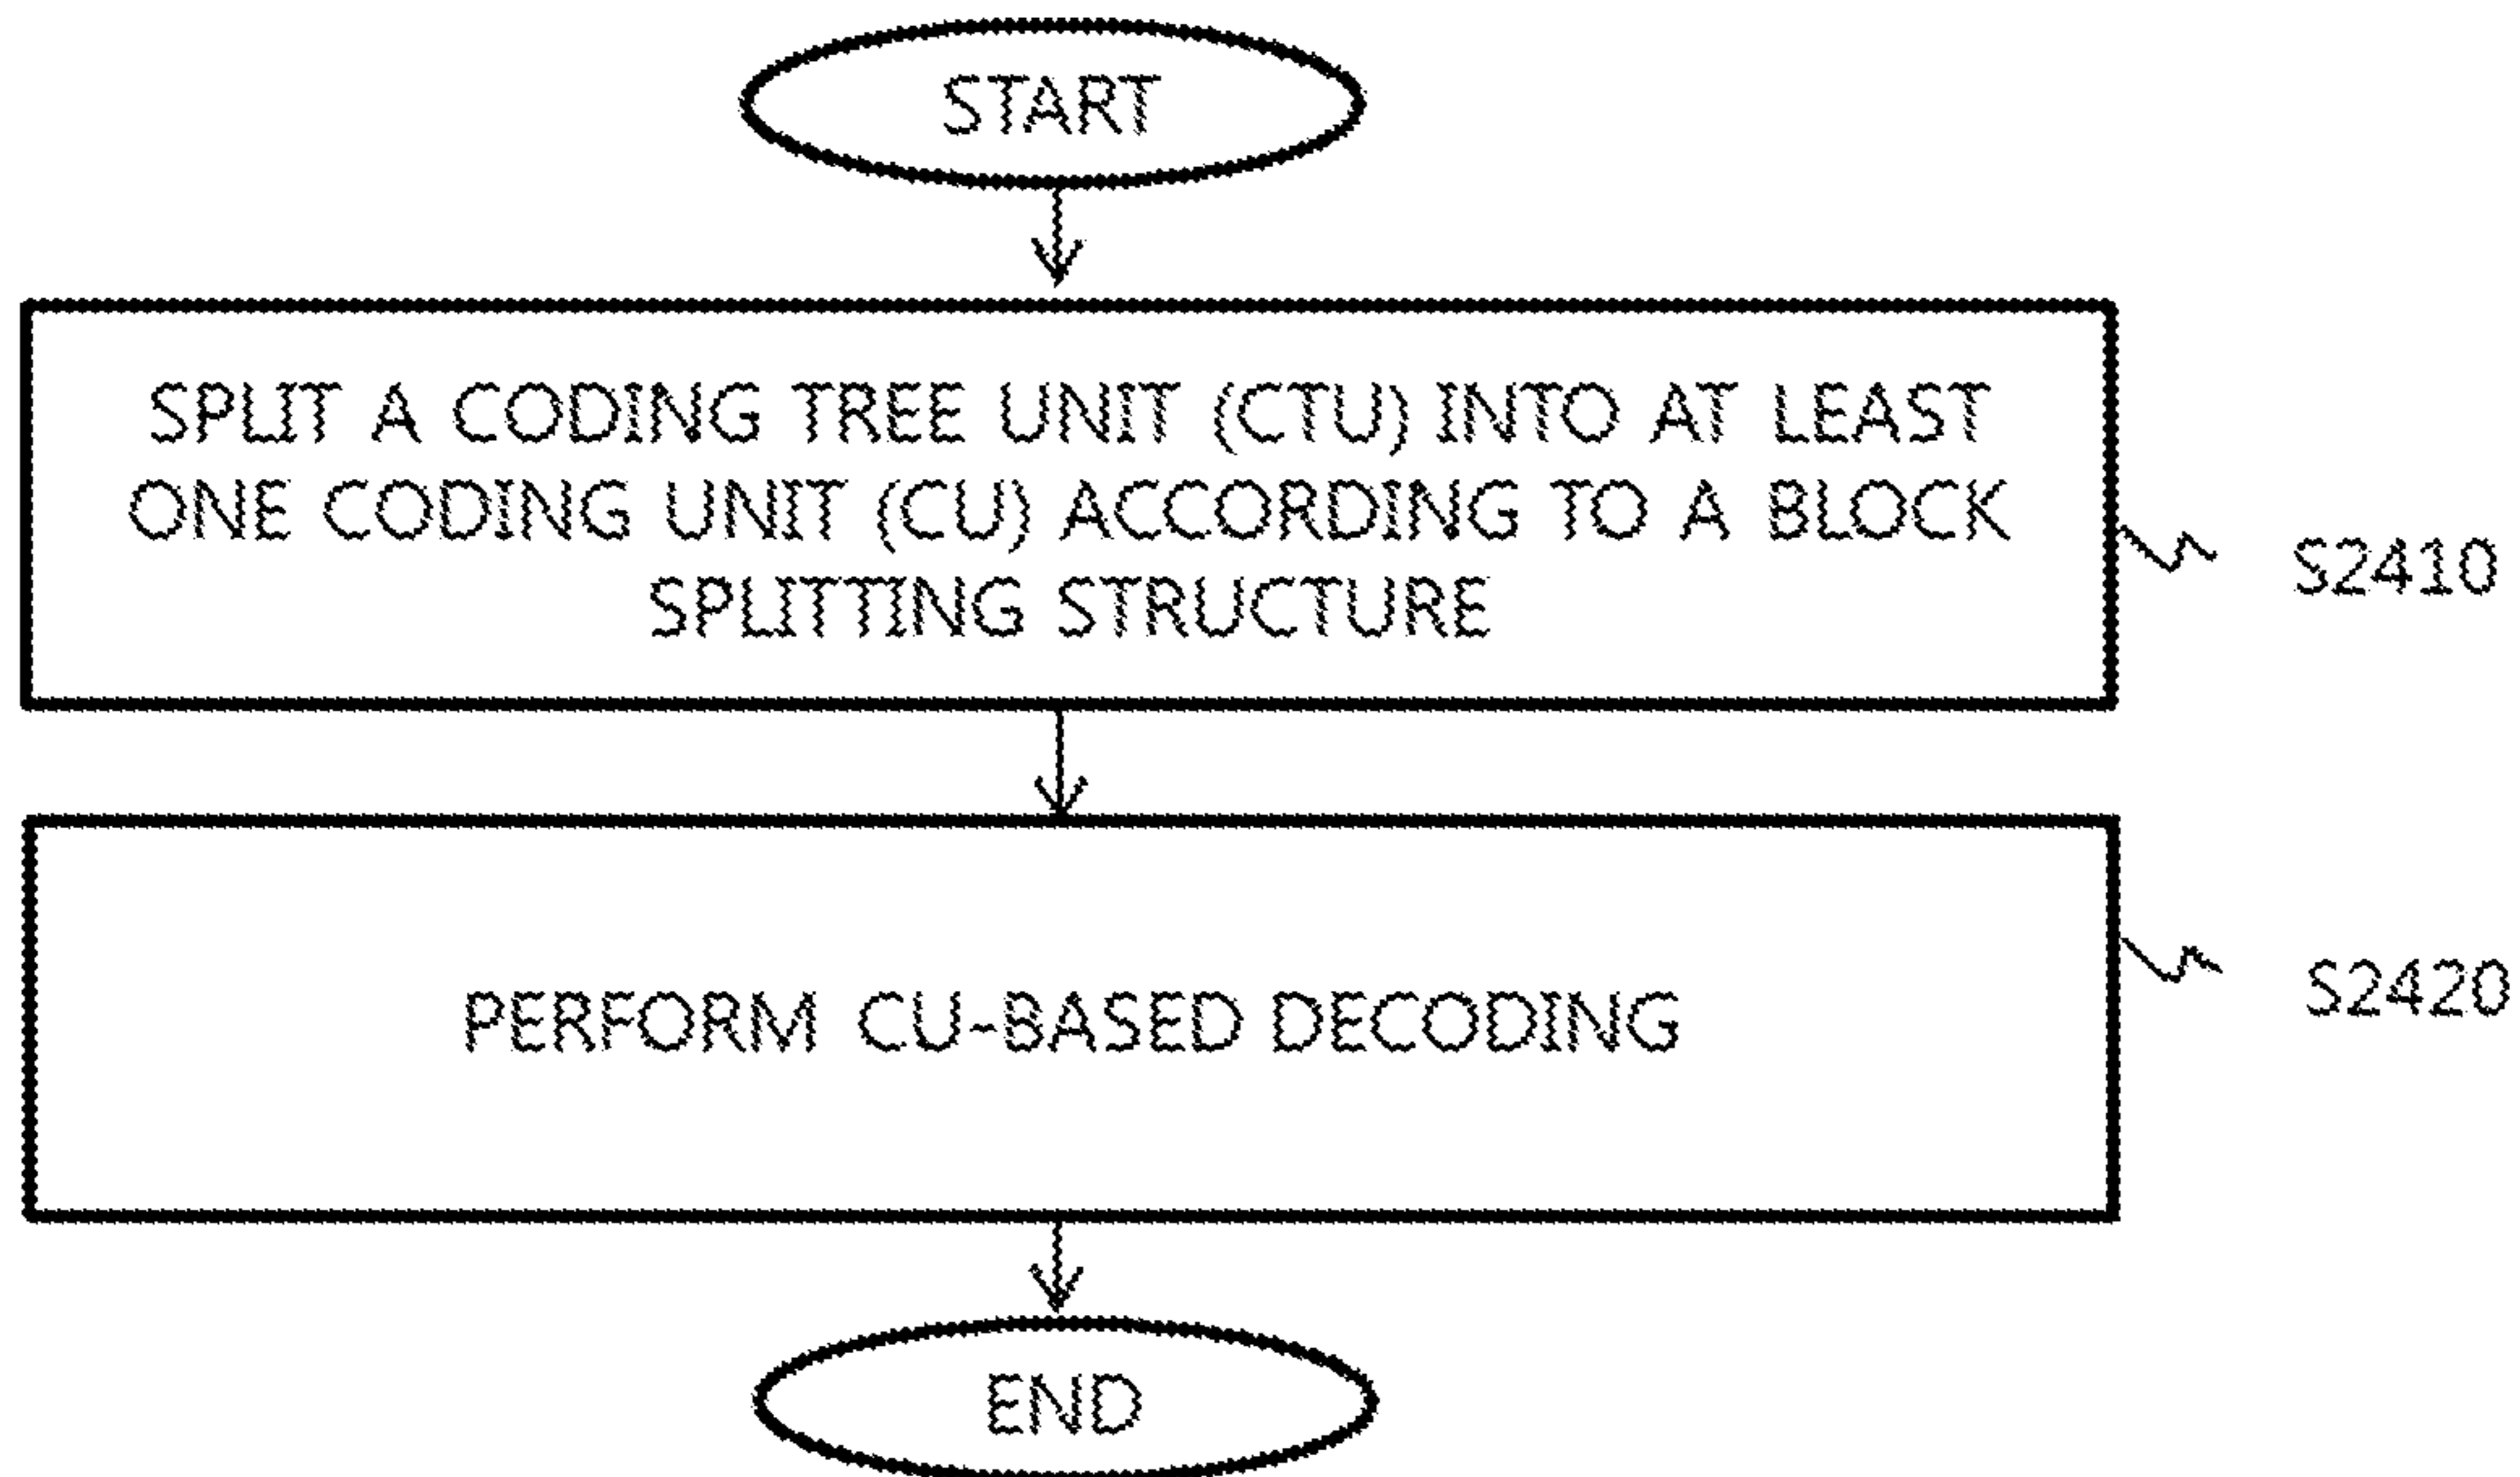 START
SPLIT A CODING TREE UNIT (CTU) INTO AT LEAST
ONE CODING UNIT (CU) ACCORDING TO A BLOCK
SPLITTING STRUCTURE
S2410
PERFORM CU-BASED DECODING
S2420
END